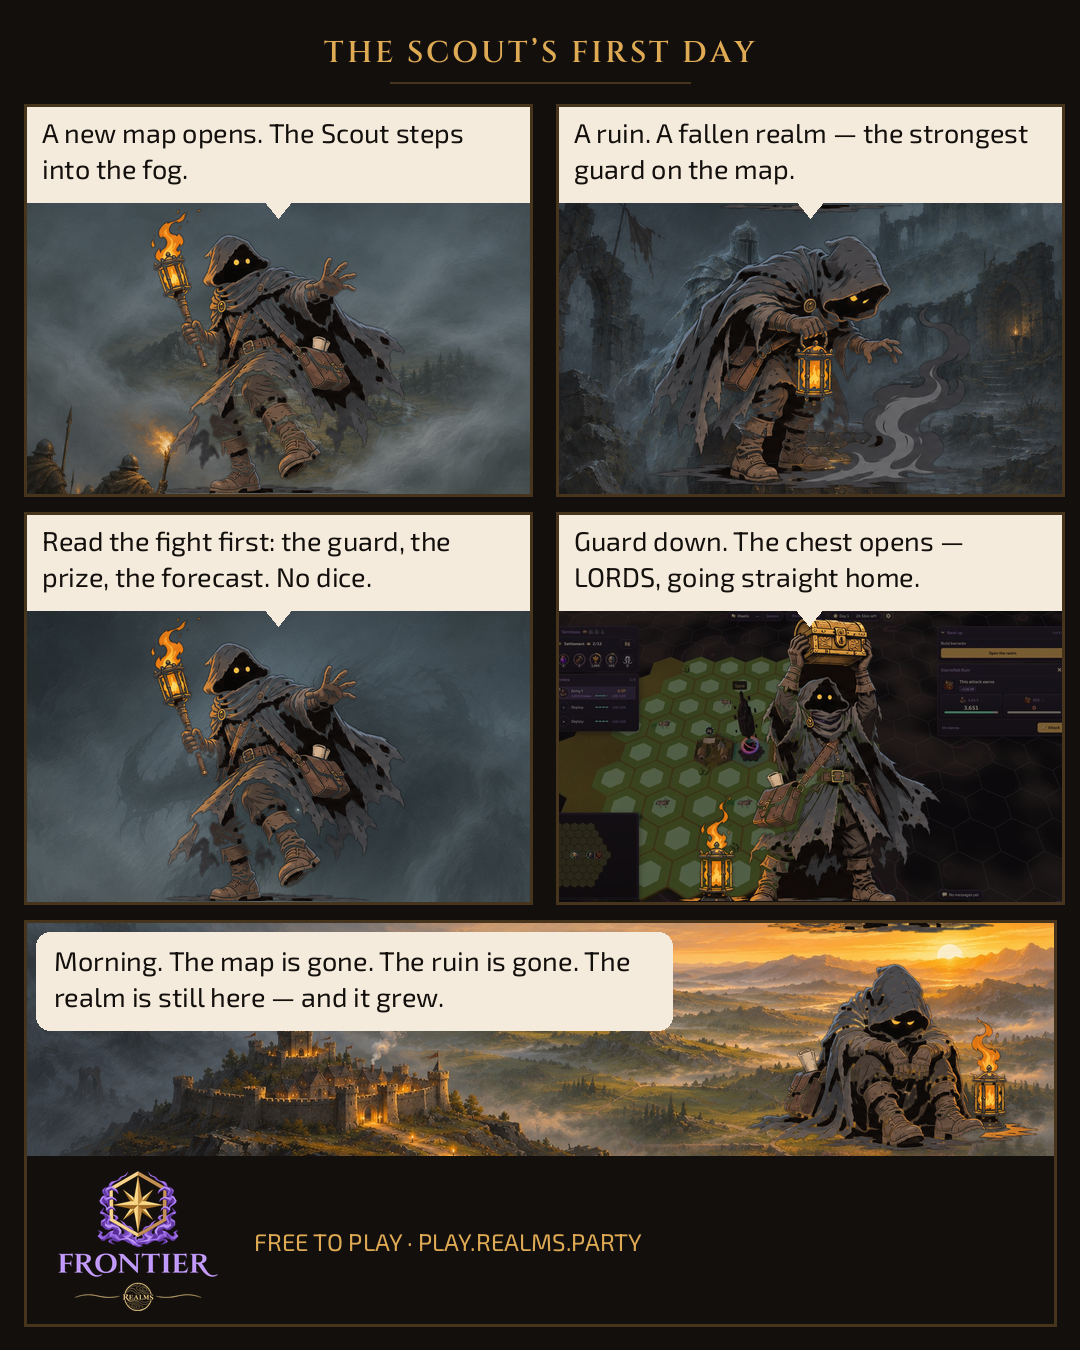 THE SCOUT’S FIRST DAY
A new map opens. The Scout steps
into the fog.
A ruin. A fallen realm — the strongest
guard on the map.
Read the fight first: the guard, the
prize, the forecast. No dice.
Guard down. The chest opens —
LORDS, going straight home.
Morning. The map is gone. The ruin is gone. The
realm is still here — and it grew.
FRONTIER
REALMS
FREE TO PLAY · PLAY.REALMS.PARTY